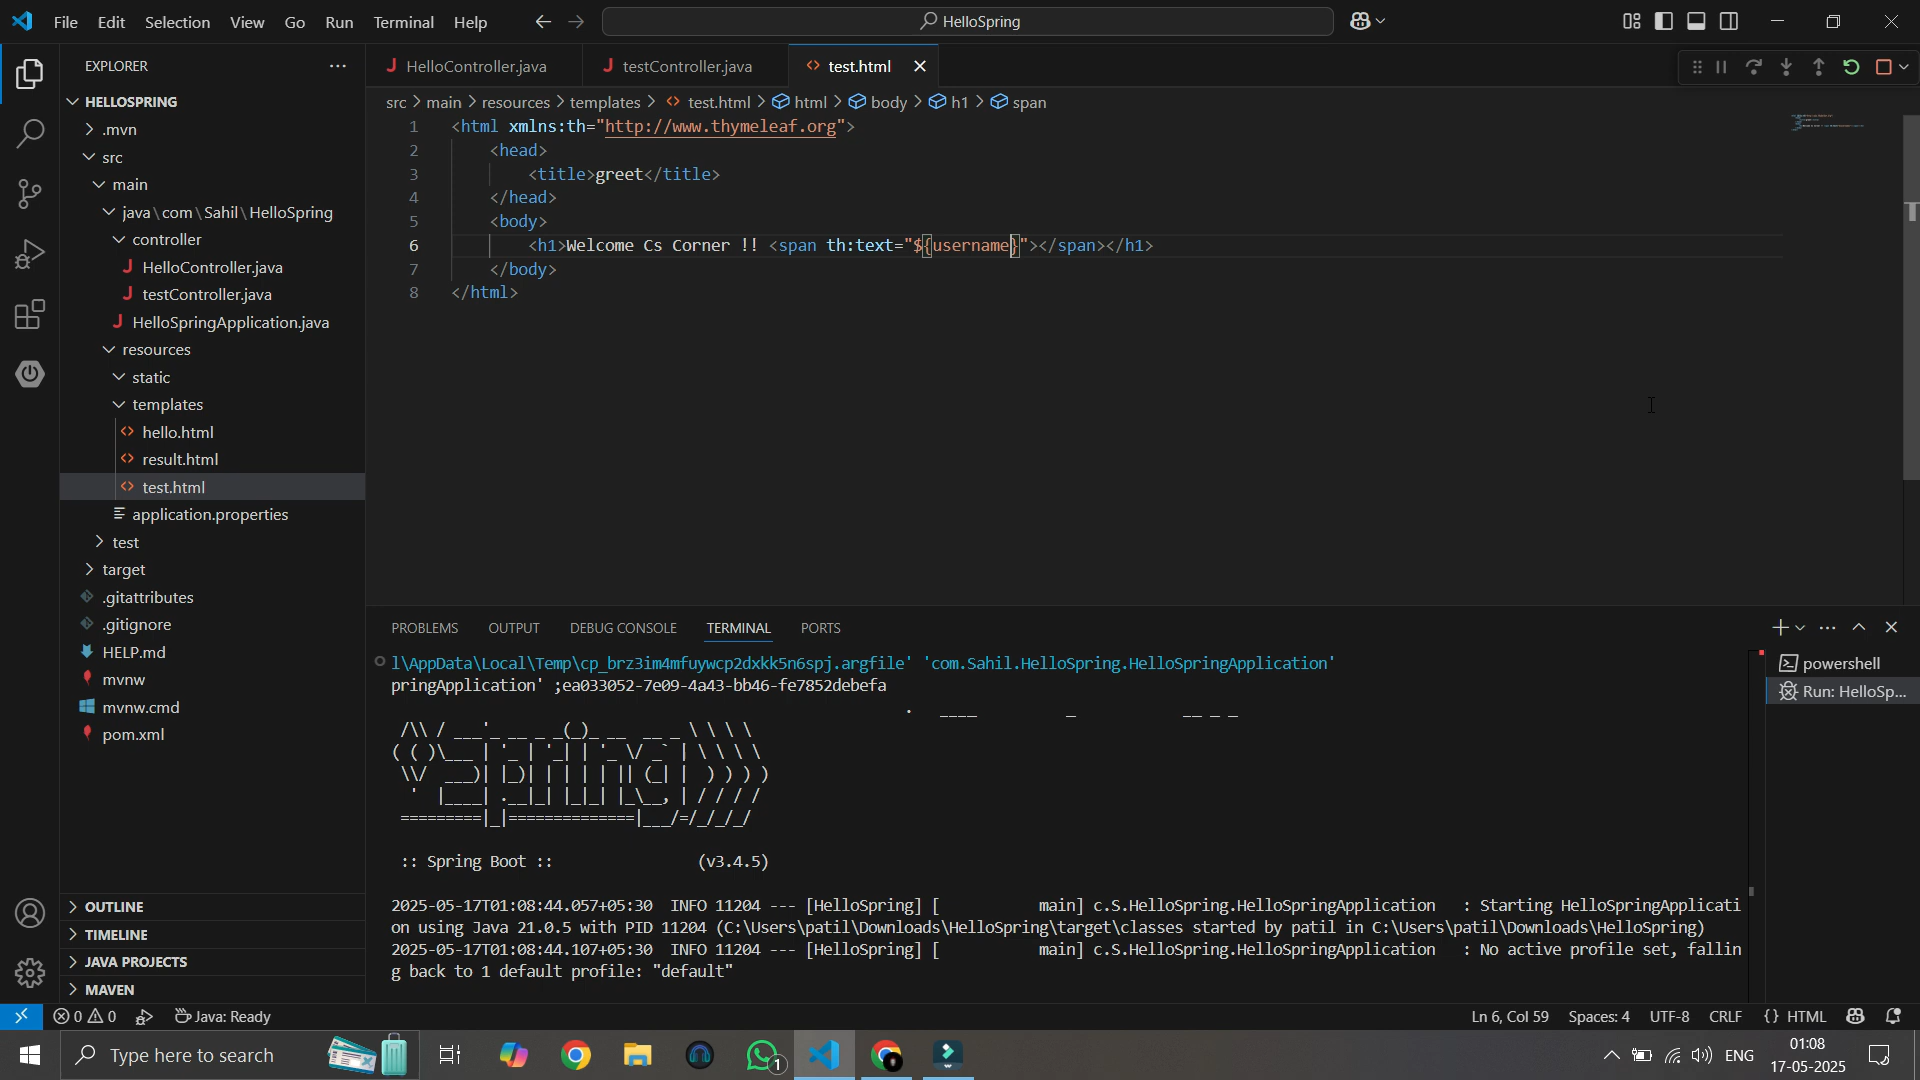 File Edit Selection View Go Run Terminal Help
HelloSpring
EXPLORER
HelloController.java
testController.java
test.html
HELLOSPRING
src > main > resources > templates > test.html > html > body > h1 > span
.mvn
src
main
java\com\Sahil\HelloSpring
controller
HelloController.java
testController.java
HelloSpringApplication.java
resources
static
templates
hello.html
result.html
test.html
application.properties
test
target
.gitattributes
.gitignore
HELP.md
mvnw
mvnw.cmd
pom.xml
OUTLINE
TIMELINE
JAVA PROJECTS
MAVEN
1 <html xmlns:th="http://www.thymeleaf.org">
2 <head>
3 <title>greet</title>
4 </head>
5 <body>
6 <h1>Welcome Cs Corner !! <span th:text="${username}"></span></h1>
7 </body>
8 </html>
PROBLEMS OUTPUT DEBUG CONSOLE TERMINAL PORTS
powershell
Run: HelloSp...
l\AppData\Local\Temp\cp_brz3im4mfuywcp2dxkk5n6spj.argfile' 'com.Sahil.HelloSpring.HelloSpringApplication'
pringApplication' ;ea033052-7e09-4a43-bb46-fe7852debefa
:: Spring Boot :: (v3.4.5)
2025-05-17T01:08:44.057+05:30 INFO 11204 --- [HelloSpring] [ main] c.S.HelloSpring.HelloSpringApplication : Starting HelloSpringApplicati
on using Java 21.0.5 with PID 11204 (C:\Users\patil\Downloads\HelloSpring\target\classes started by patil in C:\Users\patil\Downloads\HelloSpring)
2025-05-17T01:08:44.107+05:30 INFO 11204 --- [HelloSpring] [ main] c.S.HelloSpring.HelloSpringApplication : No active profile set, fallin
g back to 1 default profile: "default"
0 0 Java: Ready
Ln 6, Col 59 Spaces: 4 UTF-8 CRLF {} HTML
Type here to search
1
ENG
01:08
17-05-2025